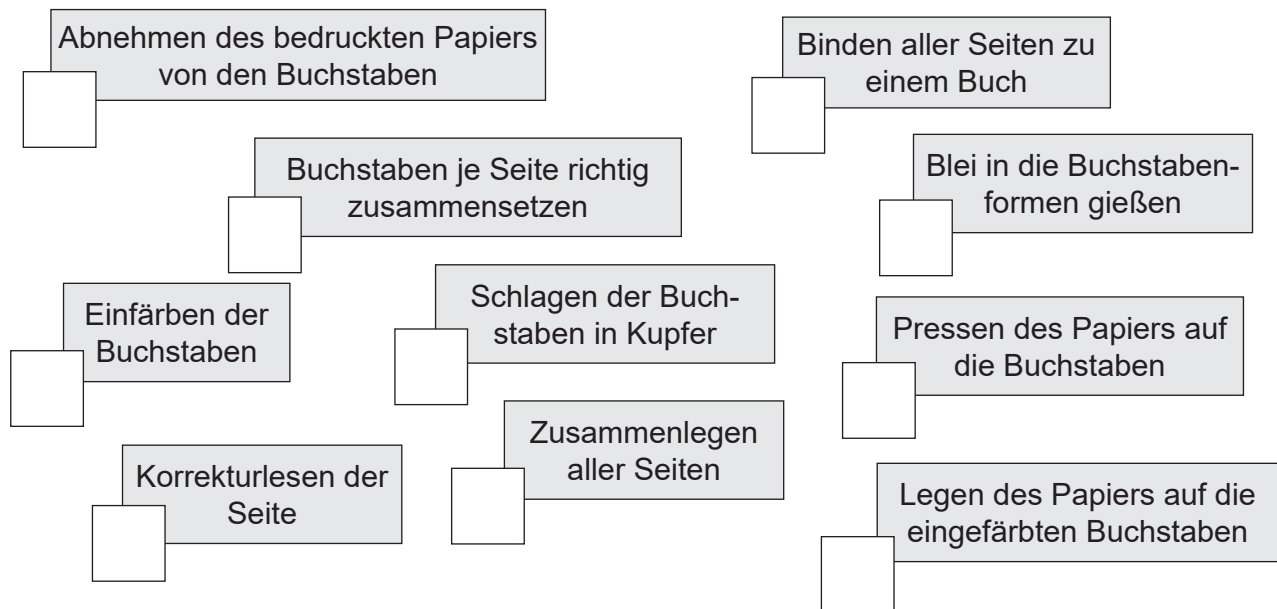 Abnehmen des bedruckten Papiers
von den Buchstaben
Binden aller Seiten zu
einem Buch
Buchstaben je Seite richtig
zusammensetzen
Blei in die Buchstaben-
formen gießen
Einfärben der
Buchstaben
Schlagen der Buch-
staben in Kupfer
Pressen des Papiers auf
die Buchstaben
Zusammenlegen
aller Seiten
Korrekturlesen der
Seite
Legen des Papiers auf die
eingefärbten Buchstaben